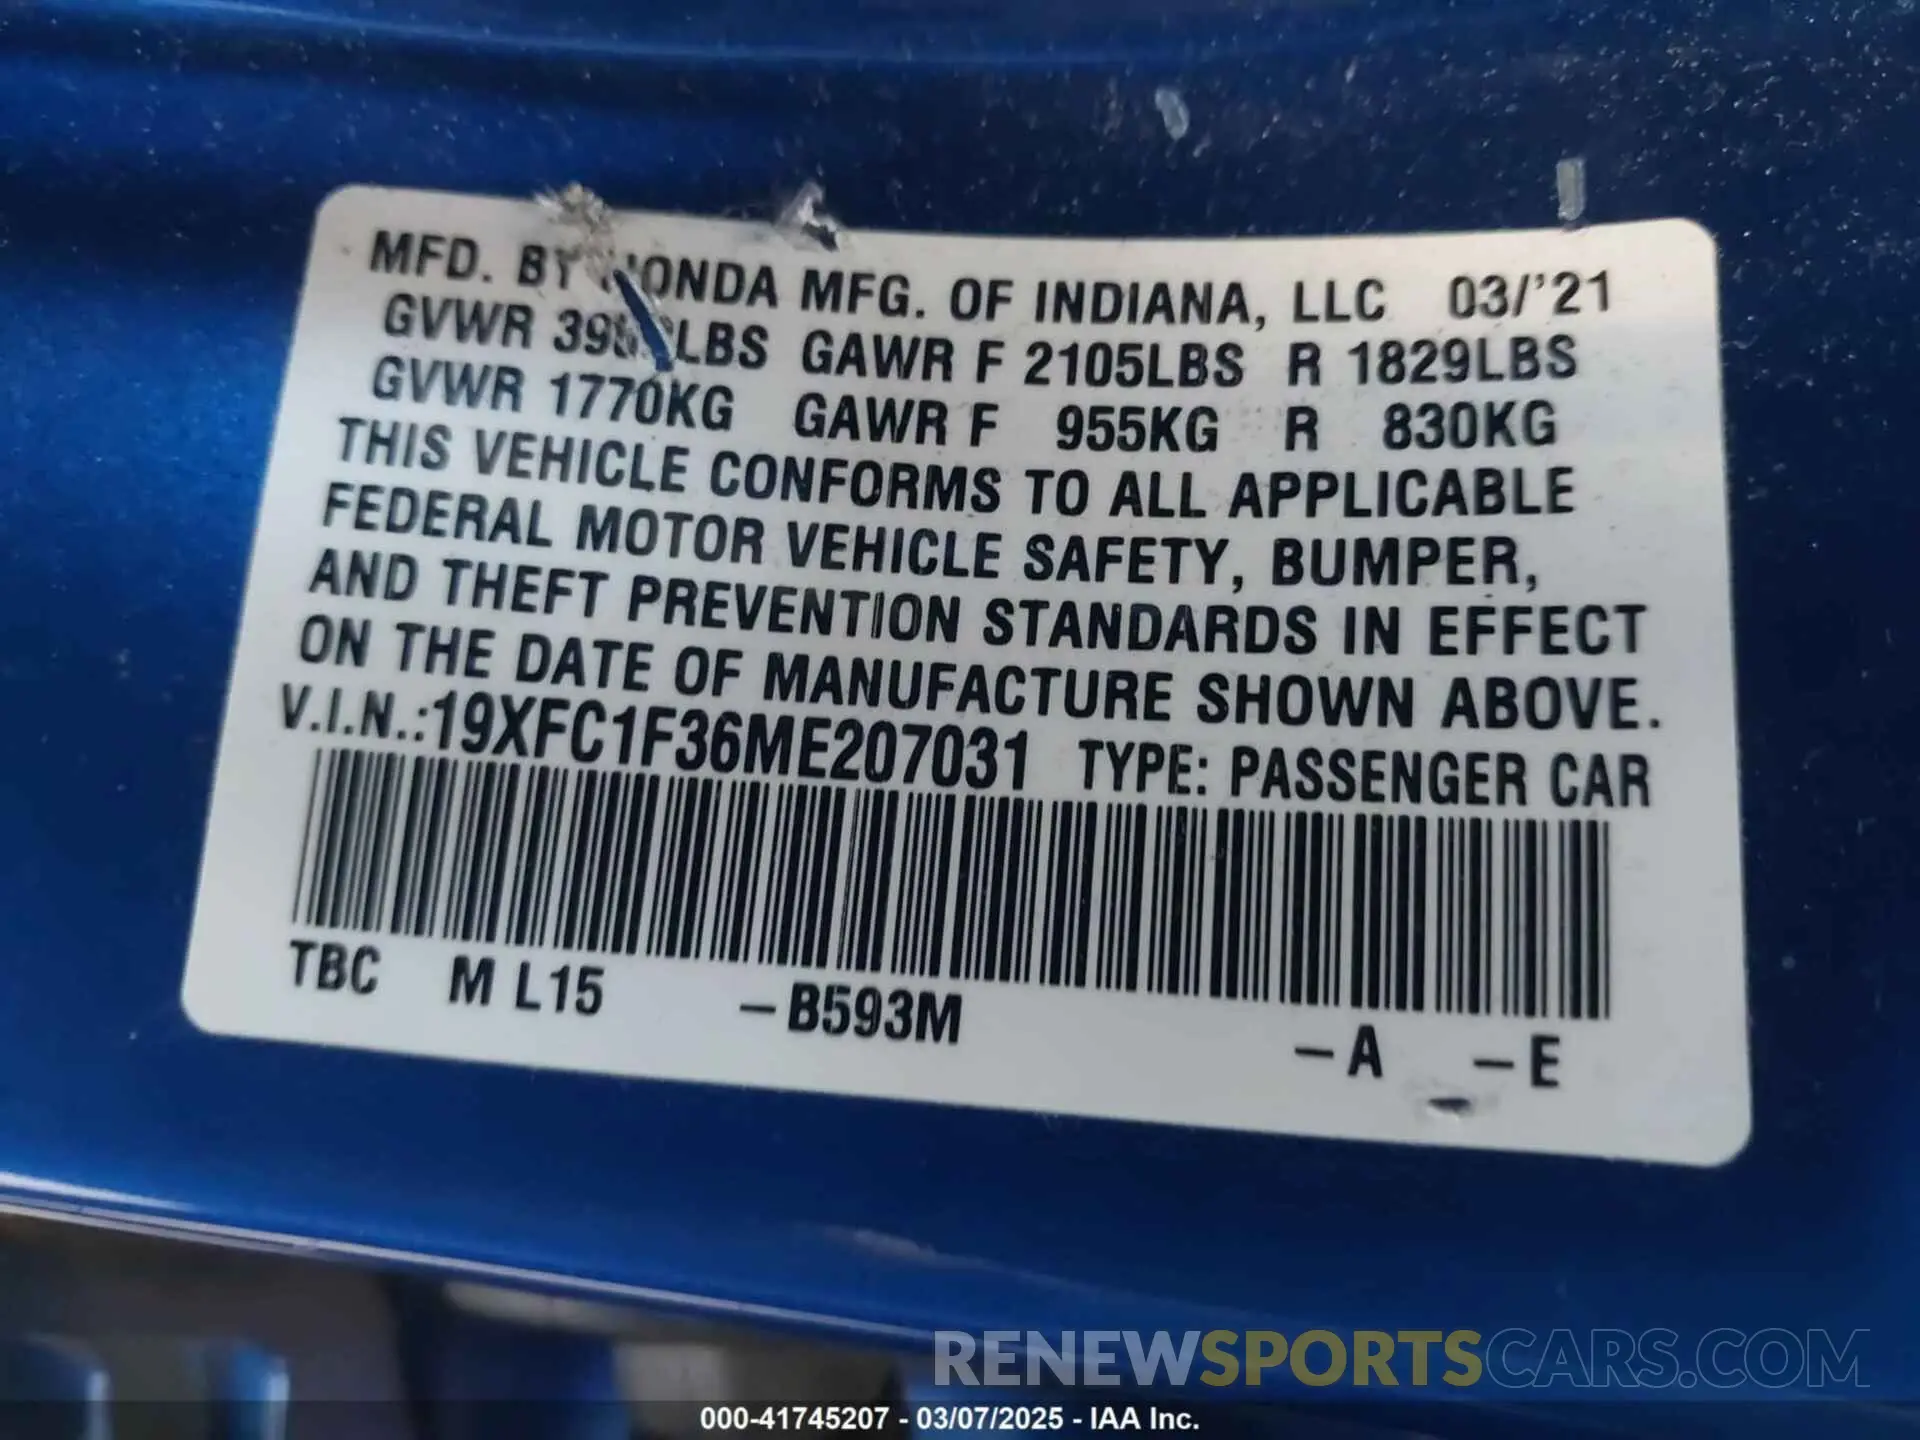 MFD. BY HONDA MFG. OF INDIANA, LLC 03/'21
GVWR LBS GAWR F 2105LBS R 1829LBS
GVWR 1770KG GAWR F 955KG R 830KG
THIS VEHICLE CONFORMS TO ALL APPLICABLE
FEDERAL MOTOR VEHICLE SAFETY, BUMPER,
AND THEFT PREVENTION STANDARDS IN EFFECT
ON THE DATE OF MANUFACTURE SHOWN ABOVE.
V.I.N.:19XFC1F36ME207031 TYPE: PASSENGER CAR
TBC M L15 -B593M -A -E
RENEWSPORTSCARS.COM
000-41745207 - 03/07/2025 - IAA Inc.